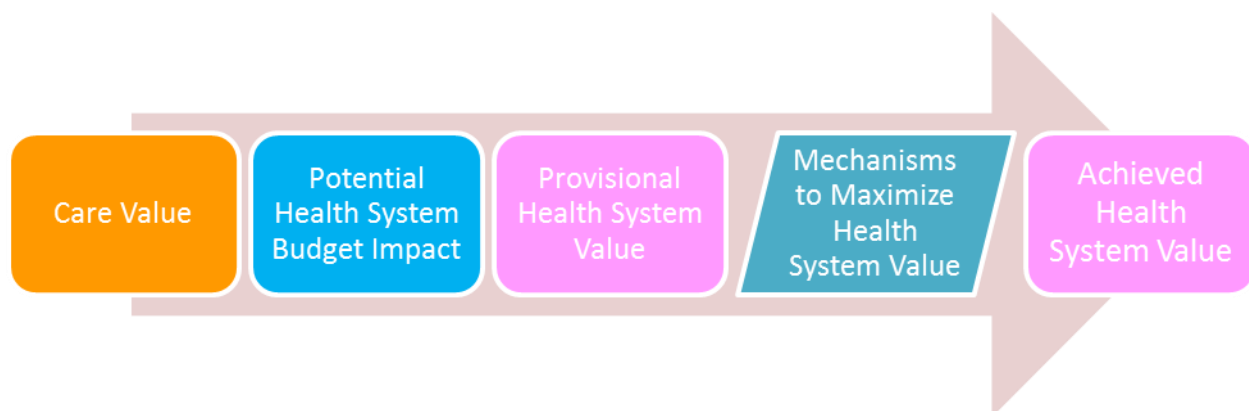 Care Value
Potential
Health System
Budget Impact
Provisional
Health System
Value
Mechanisms
to Maximize
Health
System Value
Achieved
Health
System Value